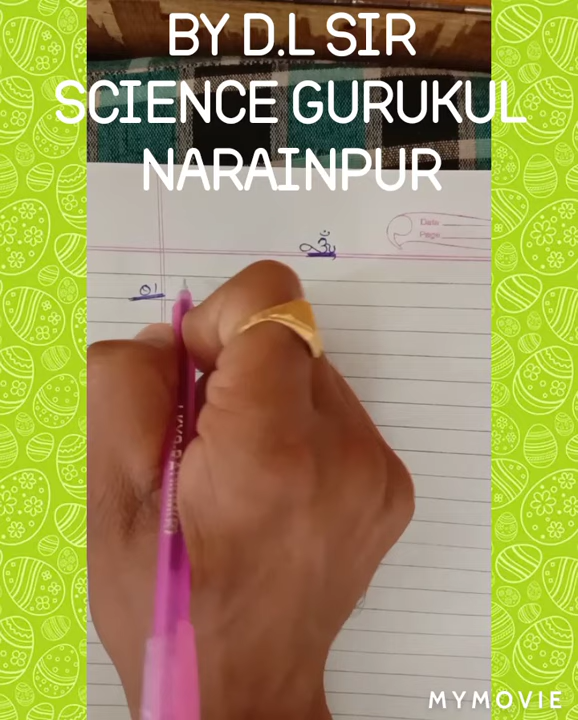 BY D.L SIR
SCIENCE GURUKUL
NARAINPUR
Date
Page
01
MYMOVIE